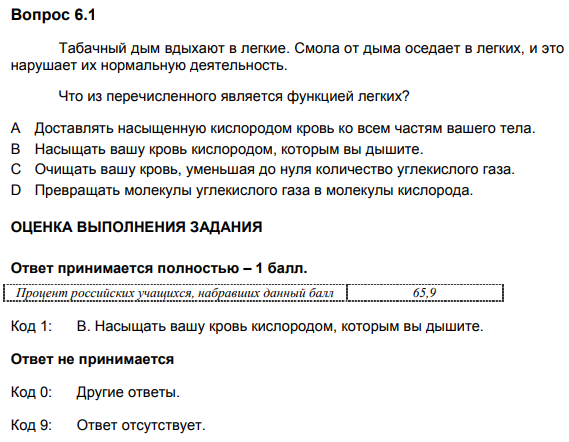 Вопрос 6.1
Табачный дым вдыхают в легкие. Смола от дыма оседает в легких, и это
нарушает их нормальную деятельность.
Что из перечисленного является функцией легких?
A Доставлять насыщенную кислородом кровь ко всем частям вашего тела.
B Насыщать вашу кровь кислородом, которым вы дышите.
C Очищать вашу кровь, уменьшая до нуля количество углекислого газа.
D Превращать молекулы углекислого газа в молекулы кислорода.
ОЦЕНКА ВЫПОЛНЕНИЯ ЗАДАНИЯ
Ответ принимается полностью – 1 балл.
Процент российских учащихся, набравших данный балл 65,9
Код 1: B. Насыщать вашу кровь кислородом, которым вы дышите.
Ответ не принимается
Код 0: Другие ответы.
Код 9: Ответ отсутствует.